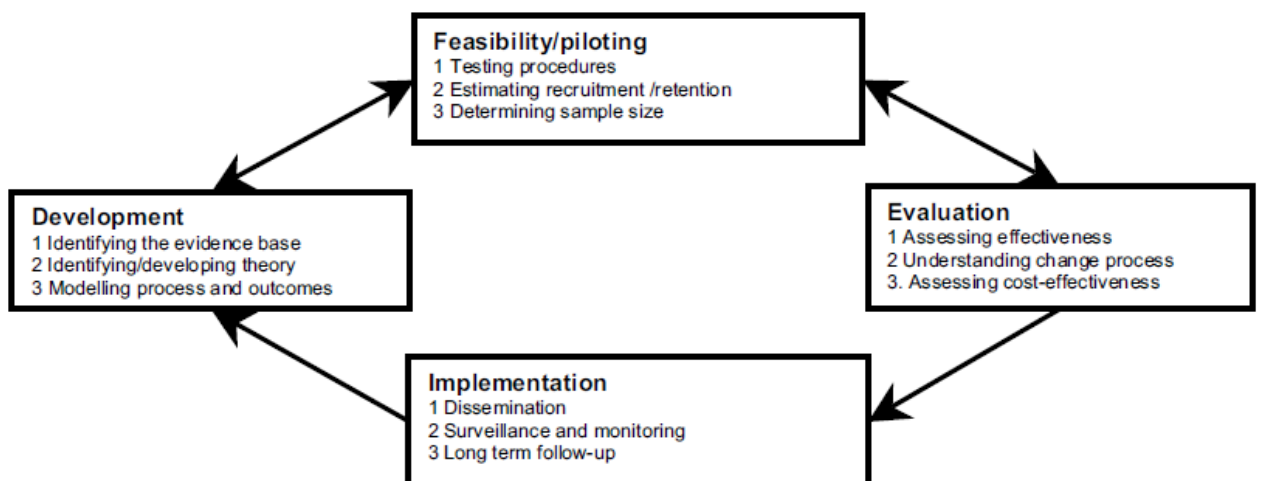 Feasibility/piloting
1 Testing procedures
2 Estimating recruitment /retention
3 Determining sample size
Development
1 Identifying the evidence base
2 Identifying/developing theory
3 Modelling process and outcomes
Evaluation
1 Assessing effectiveness
2 Understanding change process
3. Assessing cost-effectiveness
Implementation
1 Dissemination
2 Surveillance and monitoring
3 Long term follow-up